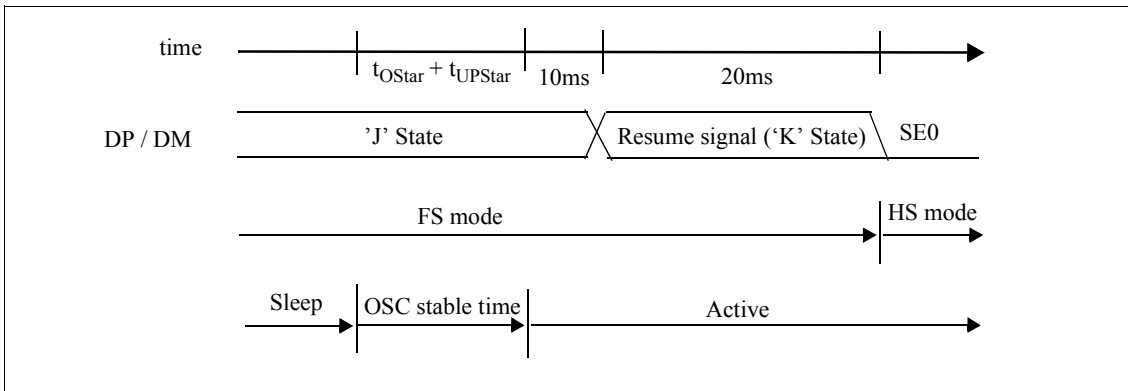 time
tOStar + tUPStar
10ms
20ms
DP / DM
’J’ State
Resume signal (‘K’ State)
SE0
FS mode
HS mode
Sleep
OSC stable time
Active